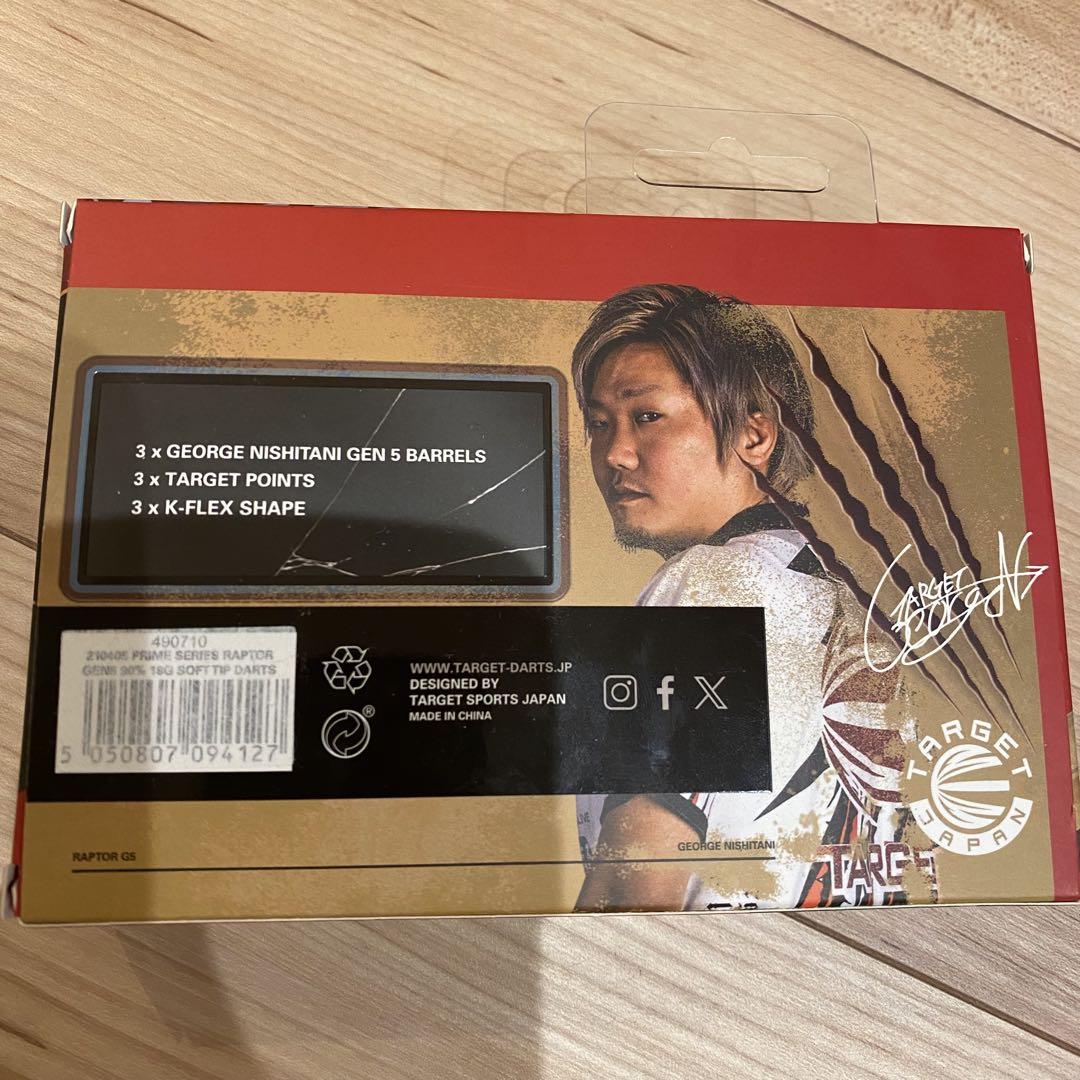 3 x GEORGE NISHITANI GEN 5 BARRELS
3 x TARGET POINTS
3 x K-FLEX SHAPE
490710
210405 PRIME SERIES RAPTOR
GEN5 90% 18G SOFT TIP DARTS
5 050807 094127
WWW.TARGET-DARTS.JP
DESIGNED BY
TARGET SPORTS JAPAN
MADE IN CHINA
®
TARGET
TARGET
JAPAN
RAPTOR G5
GEORGE NISHITANI
TARGE